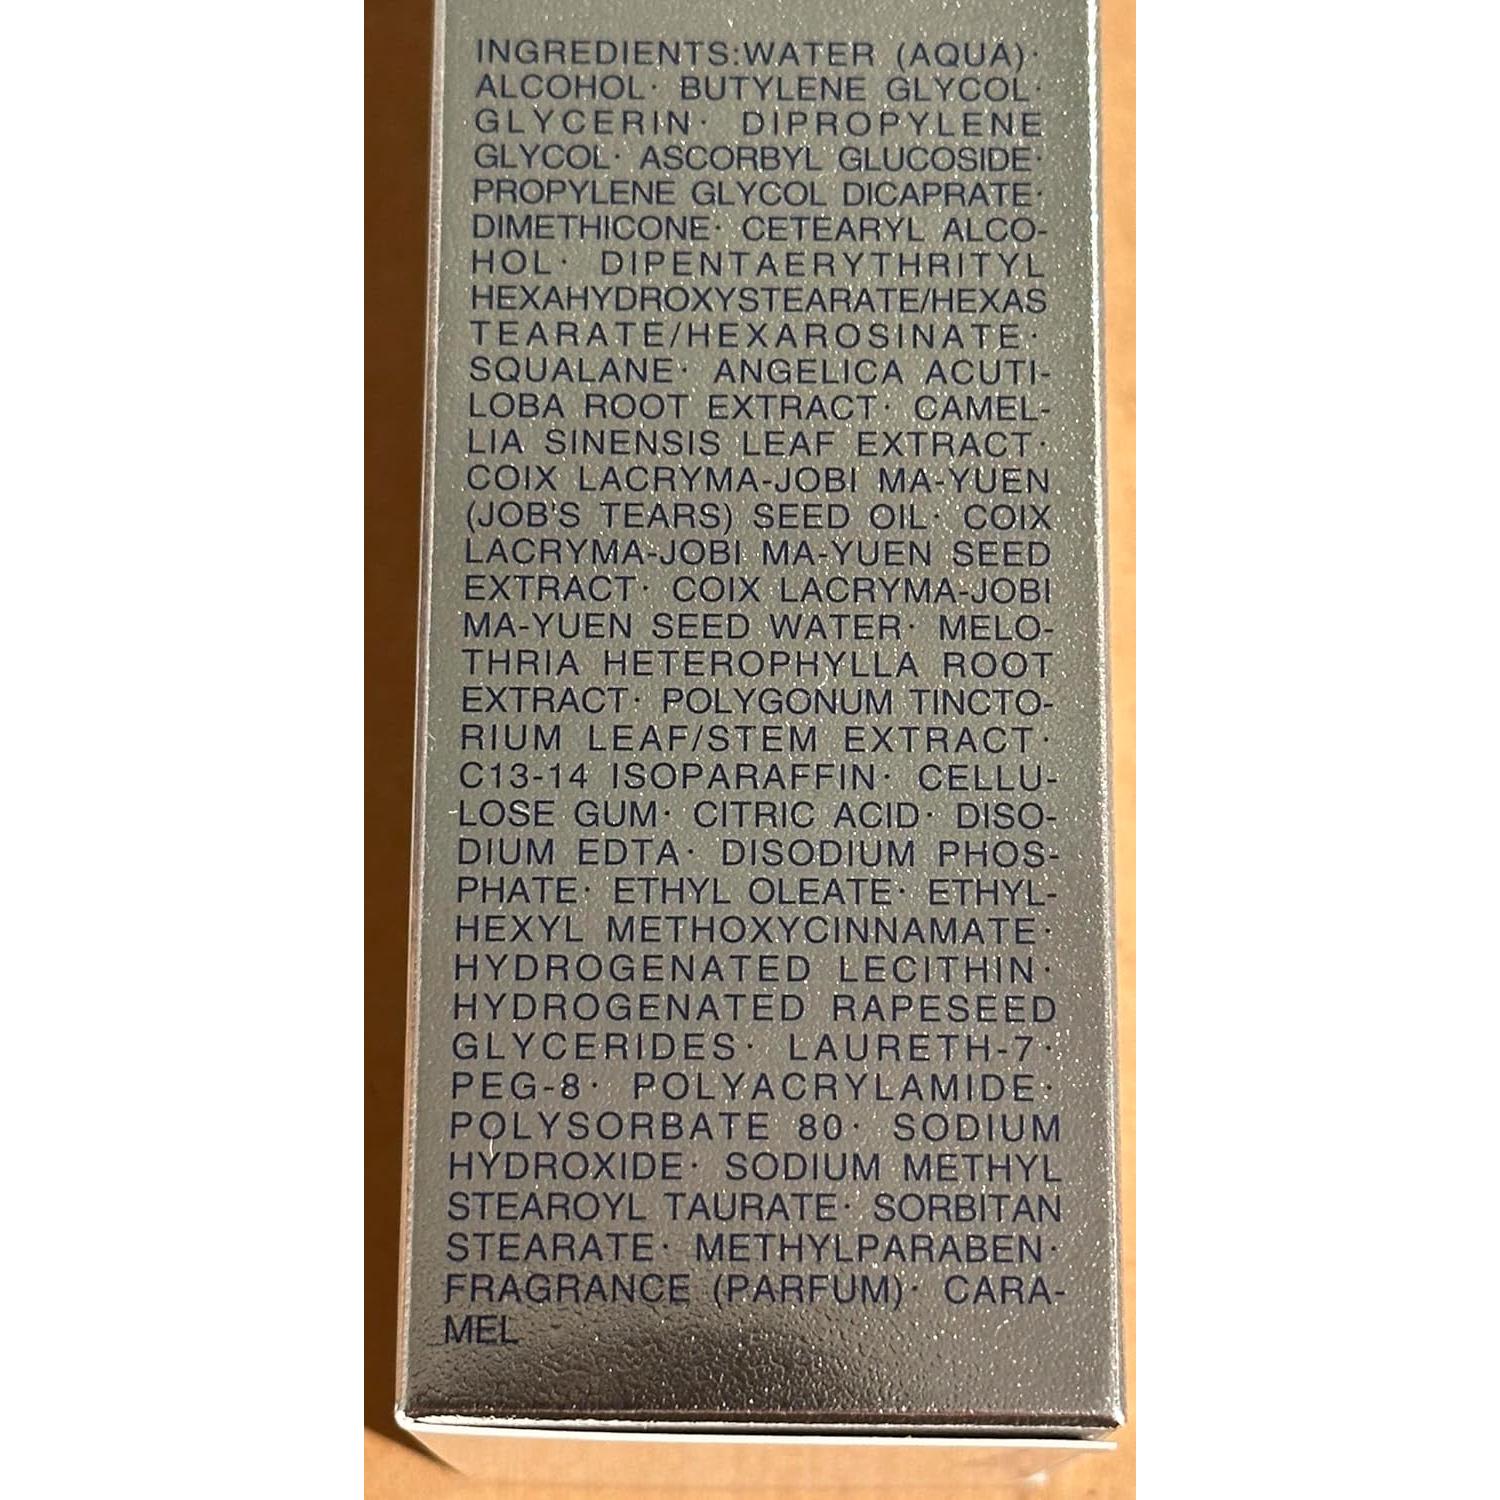 INGREDIENTS:WATER (AQUA)·
ALCOHOL· BUTYLENE GLYCOL·
GLYCERIN· DIPROPYLENE
GLYCOL· ASCORBYL GLUCOSIDE·
PROPYLENE GLYCOL DICAPRATE·
DIMETHICONE· CETEARYL ALCO-
HOL· DIPENTAERYTHRITYL
HEXAHYDROXYSTEARATE/HEXAS
TEARATE/HEXAROSINATE·
SQUALANE· ANGELICA ACUTI-
LOBA ROOT EXTRACT· CAMEL-
LIA SINENSIS LEAF EXTRACT·
COIX LACRYMA-JOBI MA-YUEN
(JOB'S TEARS) SEED OIL· COIX
LACRYMA-JOBI MA-YUEN SEED
EXTRACT· COIX LACRYMA-JOBI
MA-YUEN SEED WATER· MELO-
THRIA HETEROPHYLLA ROOT
EXTRACT· POLYGONUM TINCTO-
RIUM LEAF/STEM EXTRACT·
C13-14 ISOPARAFFIN· CELLU-
LOSE GUM· CITRIC ACID· DISO-
DIUM EDTA· DISODIUM PHOS-
PHATE· ETHYL OLEATE· ETHYL-
HEXYL METHOXYCINNAMATE·
HYDROGENATED LECITHIN·
HYDROGENATED RAPESEED
GLYCERIDES· LAURETH-7·
PEG-8· POLYACRYLAMIDE·
POLYSORBATE 80· SODIUM
HYDROXIDE· SODIUM METHYL
STEAROYL TAURATE· SORBITAN
STEARATE· METHYLPARABEN·
FRAGRANCE (PARFUM)· CARA-
MEL